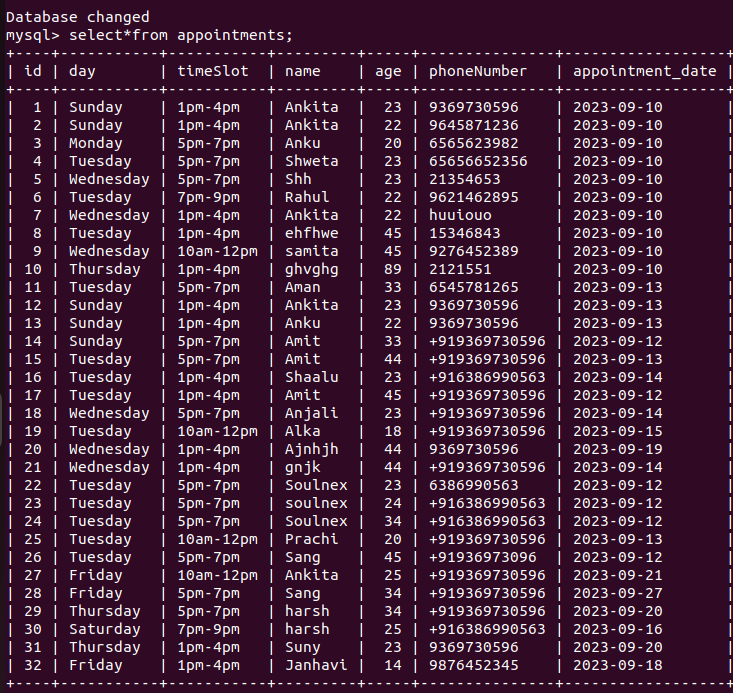 Database changed
mysql> select*from appointments;
+----+-----------+-----------+---------+-----+---------------+------------------+
| id | day       | timeSlot  | name    | age | phoneNumber   | appointment_date |
+----+-----------+-----------+---------+-----+---------------+------------------+
|  1 | Sunday    | 1pm-4pm   | Ankita  |  23 | 9369730596    | 2023-09-10       |
|  2 | Sunday    | 1pm-4pm   | Ankita  |  22 | 9645871236    | 2023-09-10       |
|  3 | Monday    | 5pm-7pm   | Anku    |  20 | 6565623982    | 2023-09-10       |
|  4 | Tuesday   | 5pm-7pm   | Shweta  |  23 | 65656652356   | 2023-09-10       |
|  5 | Wednesday | 5pm-7pm   | Shh     |  23 | 21354653      | 2023-09-10       |
|  6 | Tuesday   | 7pm-9pm   | Rahul   |  22 | 9621462895    | 2023-09-10       |
|  7 | Wednesday | 1pm-4pm   | Ankita  |  22 | huuiouo       | 2023-09-10       |
|  8 | Tuesday   | 1pm-4pm   | ehfhwe  |  45 | 15346843      | 2023-09-10       |
|  9 | Wednesday | 10am-12pm | samita  |  45 | 9276452389    | 2023-09-10       |
| 10 | Thursday  | 1pm-4pm   | ghvghg  |  89 | 2121551       | 2023-09-10       |
| 11 | Tuesday   | 5pm-7pm   | Aman    |  33 | 6545781265    | 2023-09-13       |
| 12 | Sunday    | 1pm-4pm   | Ankita  |  23 | 9369730596    | 2023-09-13       |
| 13 | Sunday    | 1pm-4pm   | Anku    |  22 | 9369730596    | 2023-09-13       |
| 14 | Sunday    | 5pm-7pm   | Amit    |  33 | +919369730596 | 2023-09-12       |
| 15 | Tuesday   | 5pm-7pm   | Amit    |  44 | +919369730596 | 2023-09-13       |
| 16 | Tuesday   | 1pm-4pm   | Shaalu  |  23 | +916386990563 | 2023-09-14       |
| 17 | Tuesday   | 1pm-4pm   | Amit    |  45 | +919369730596 | 2023-09-12       |
| 18 | Wednesday | 5pm-7pm   | Anjali  |  23 | +919369730596 | 2023-09-14       |
| 19 | Tuesday   | 10am-12pm | Alka    |  18 | +919369730596 | 2023-09-15       |
| 20 | Wednesday | 1pm-4pm   | Ajnhjh  |  44 | 9369730596    | 2023-09-19       |
| 21 | Wednesday | 1pm-4pm   | gnjk    |  44 | +919369730596 | 2023-09-14       |
| 22 | Tuesday   | 5pm-7pm   | Soulnex |  23 | 6386990563    | 2023-09-12       |
| 23 | Tuesday   | 5pm-7pm   | soulnex |  24 | +916386990563 | 2023-09-12       |
| 24 | Tuesday   | 5pm-7pm   | Soulnex |  34 | +916386990563 | 2023-09-12       |
| 25 | Tuesday   | 10am-12pm | Prachi  |  20 | +919369730596 | 2023-09-13       |
| 26 | Tuesday   | 5pm-7pm   | Sang    |  45 | +91936973096  | 2023-09-12       |
| 27 | Friday    | 10am-12pm | Ankita  |  25 | +919369730596 | 2023-09-21       |
| 28 | Friday    | 5pm-7pm   | Sang    |  34 | +919369730596 | 2023-09-27       |
| 29 | Thursday  | 5pm-7pm   | harsh   |  34 | +919369730596 | 2023-09-20       |
| 30 | Saturday  | 7pm-9pm   | harsh   |  25 | +916386990563 | 2023-09-16       |
| 31 | Thursday  | 1pm-4pm   | Suny    |  23 | 9369730596    | 2023-09-20       |
| 32 | Friday    | 1pm-4pm   | Janhavi |  14 | 9876452345    | 2023-09-18       |
+----+-----------+-----------+---------+-----+---------------+------------------+